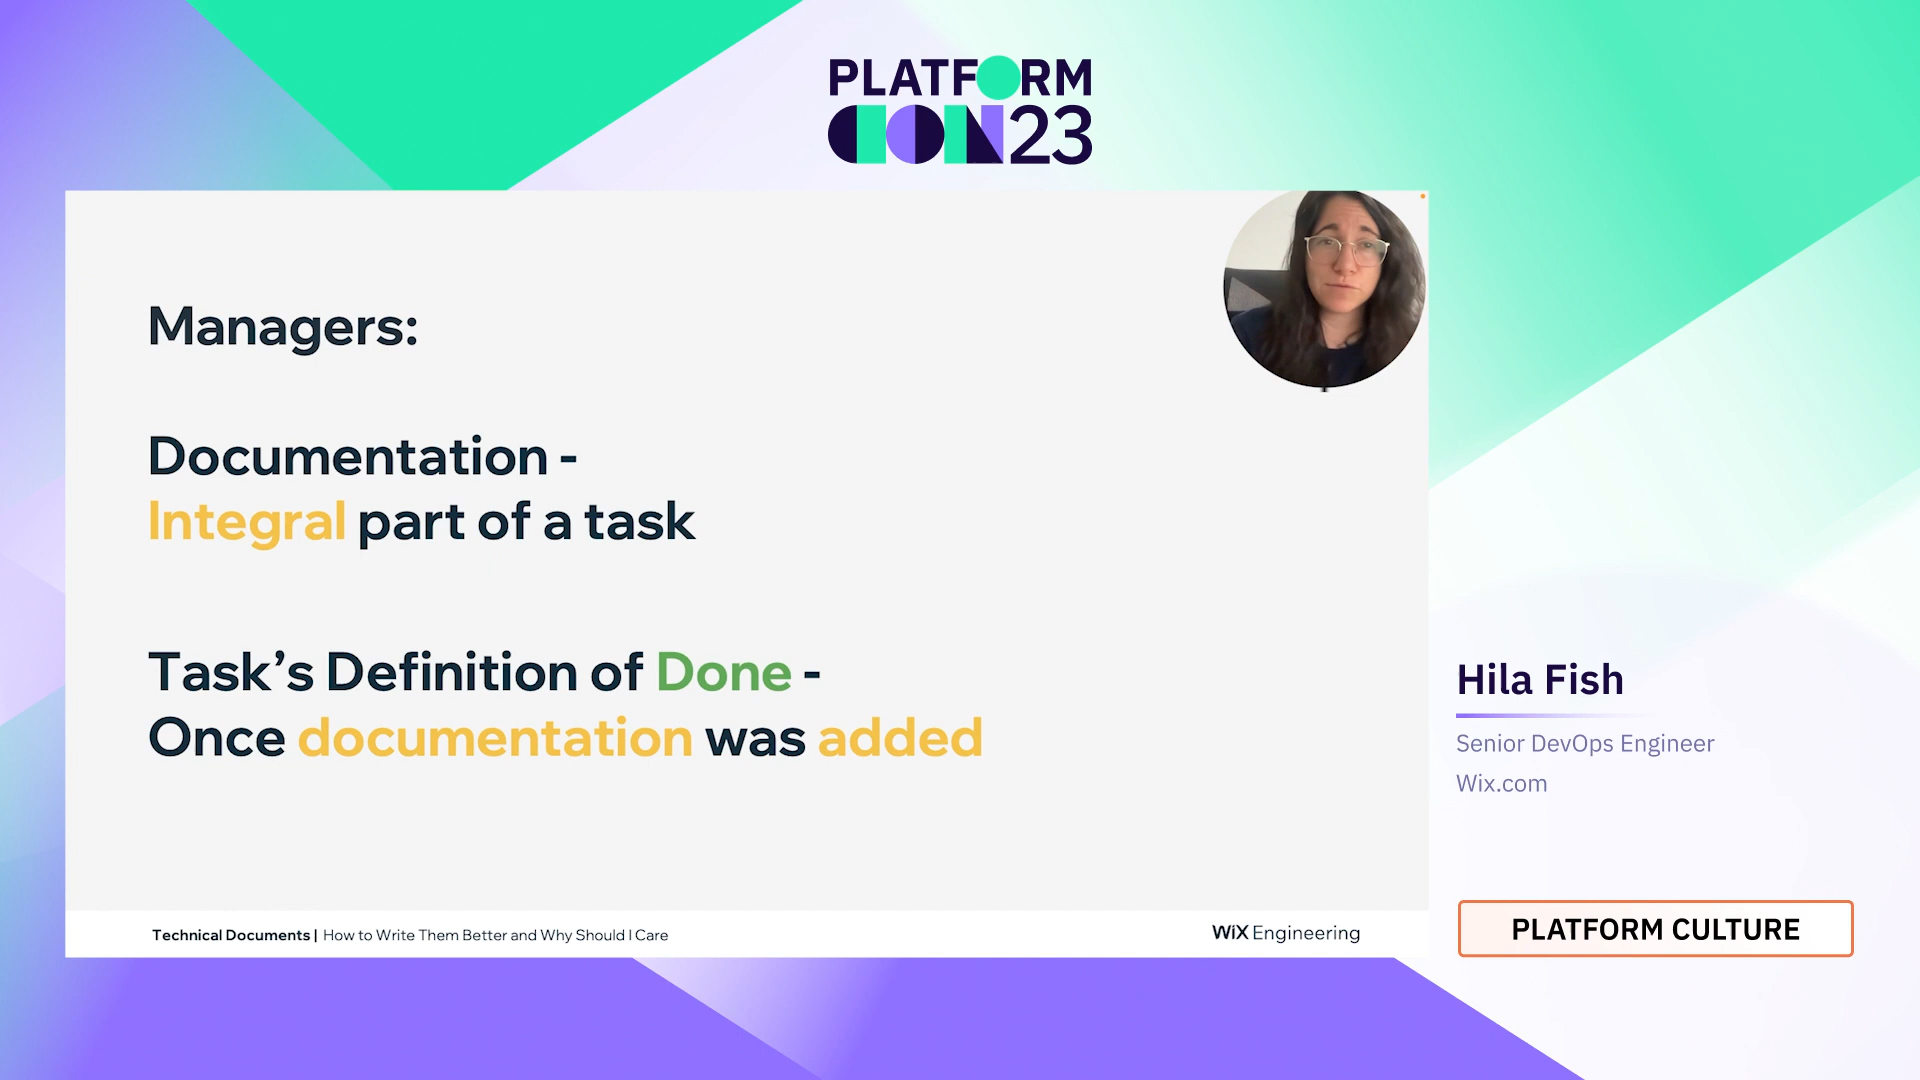 PLATFORM
CON23
Managers:
Documentation -
Integral part of a task
Task’s Definition of Done -
Once documentation was added
Technical Documents | How to Write Them Better and Why Should I Care
WiX Engineering
Hila Fish
Senior DevOps Engineer
Wix.com
PLATFORM CULTURE